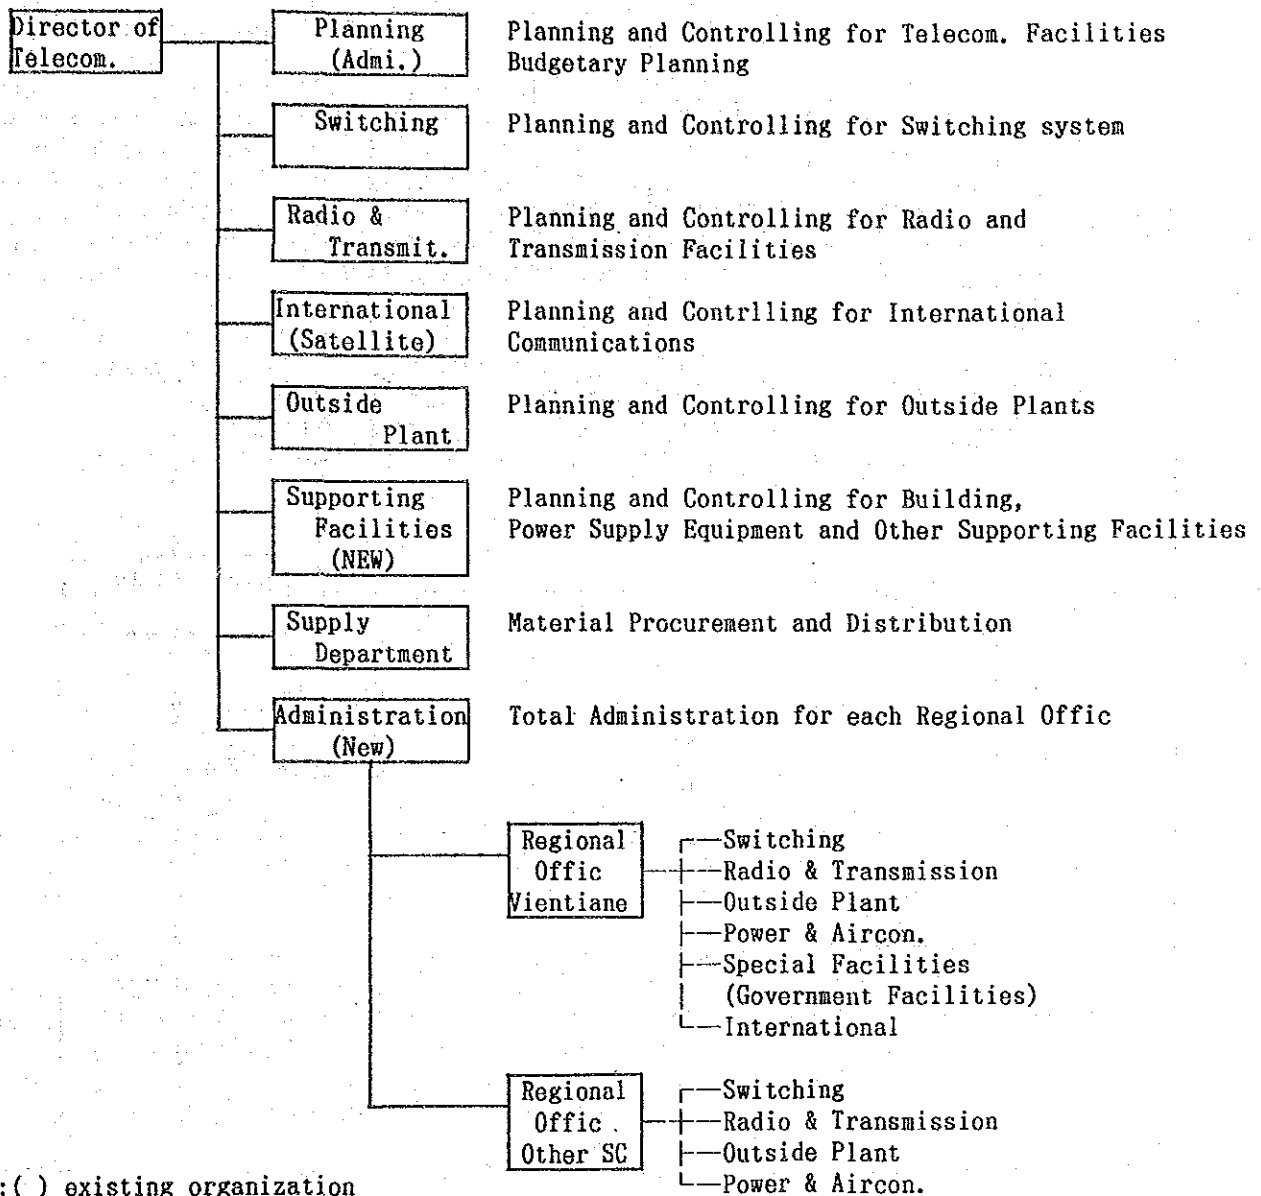 Director of
Telecom.
Planning
(Admi.)
Planning and Controlling for Telecom. Facilities
Budgetary Planning
Switching
Planning and Controlling for Switching system
Radio &
Transmit.
Planning and Controlling for Radio and
Transmission Facilities
International
(Satellite)
Planning and Contrlling for International
Communications
Outside
Plant
Planning and Controlling for Outside Plants
Supporting
Facilities
(NEW)
Planning and Controlling for Building,
Power Supply Equipment and Other Supporting Facilities
Supply
Department
Material Procurement and Distribution
Administration
(New)
Total Administration for each Regional Offic
Regional
Offic
Vientiane
Switching
Radio & Transmission
Outside Plant
Power & Aircon.
Special Facilities
(Government Facilities)
International
Regional
Offic.
Other SC
Switching
Radio & Transmission
Outside Plant
Power & Aircon.
:( ) existing organization